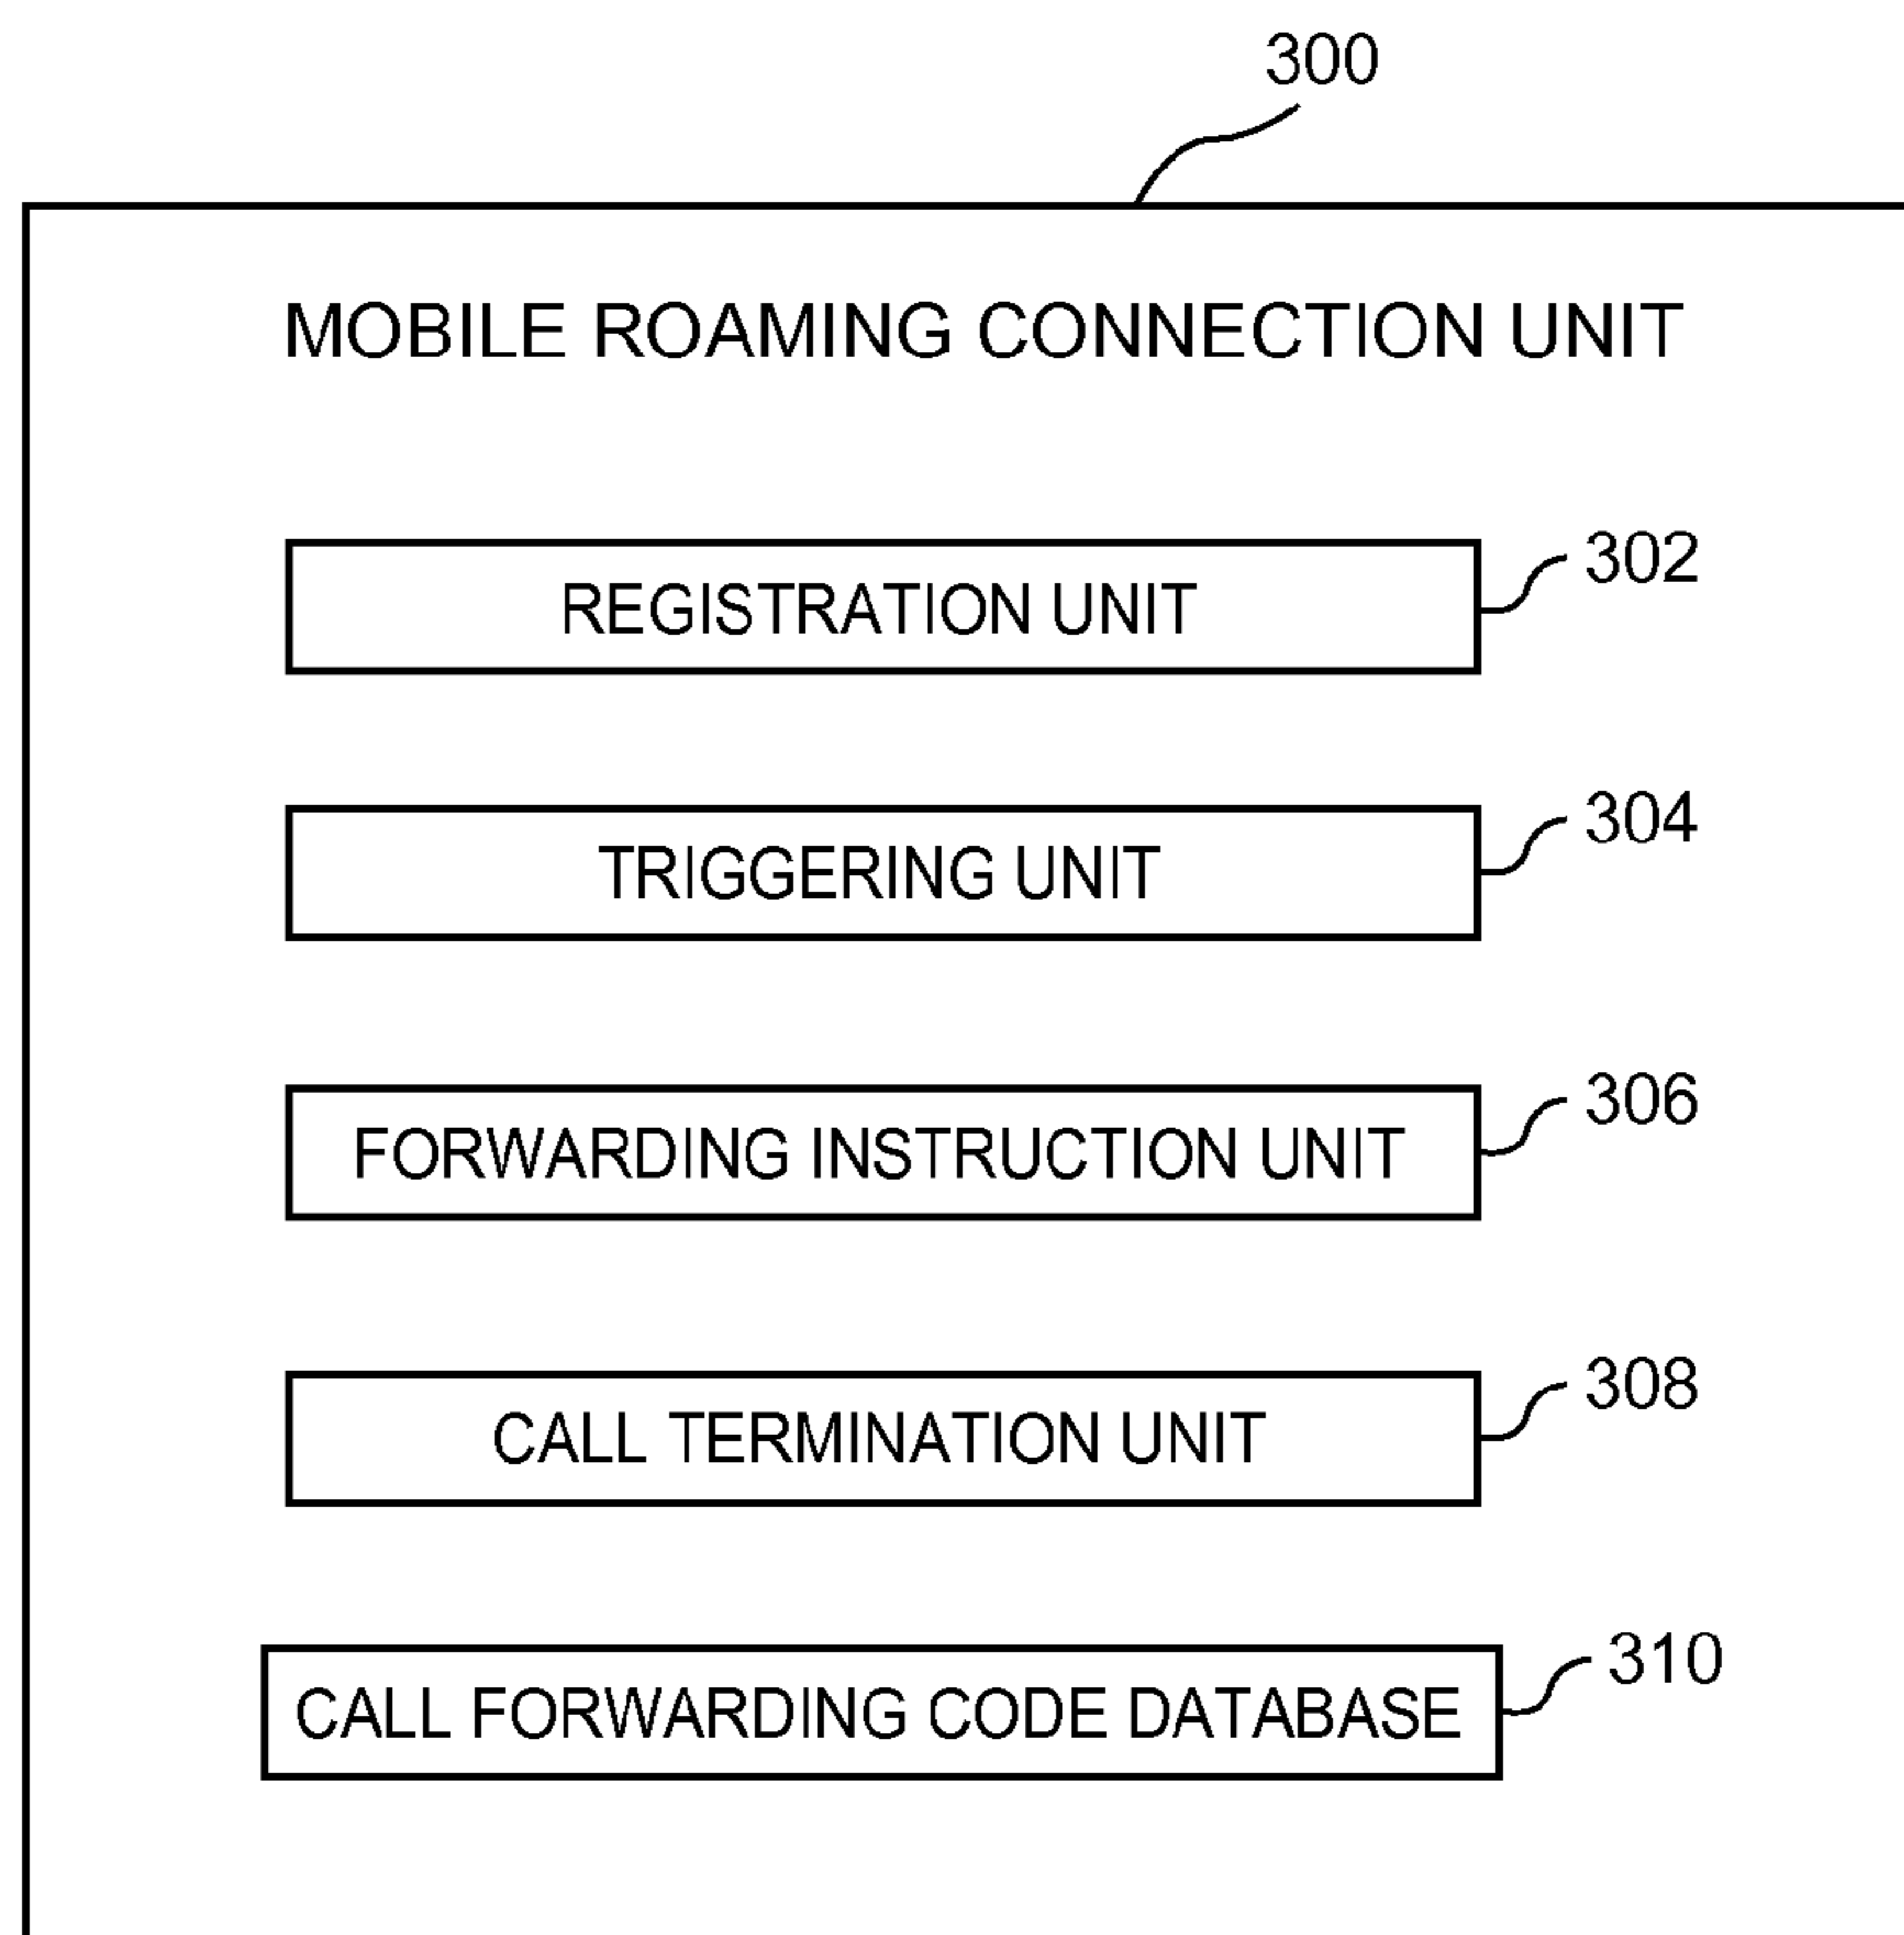 300
MOBILE ROAMING CONNECTION UNIT
REGISTRATION UNIT
302
TRIGGERING UNIT
304
FORWARDING INSTRUCTION UNIT
306
CALL TERMINATION UNIT
308
CALL FORWARDING CODE DATABASE
310